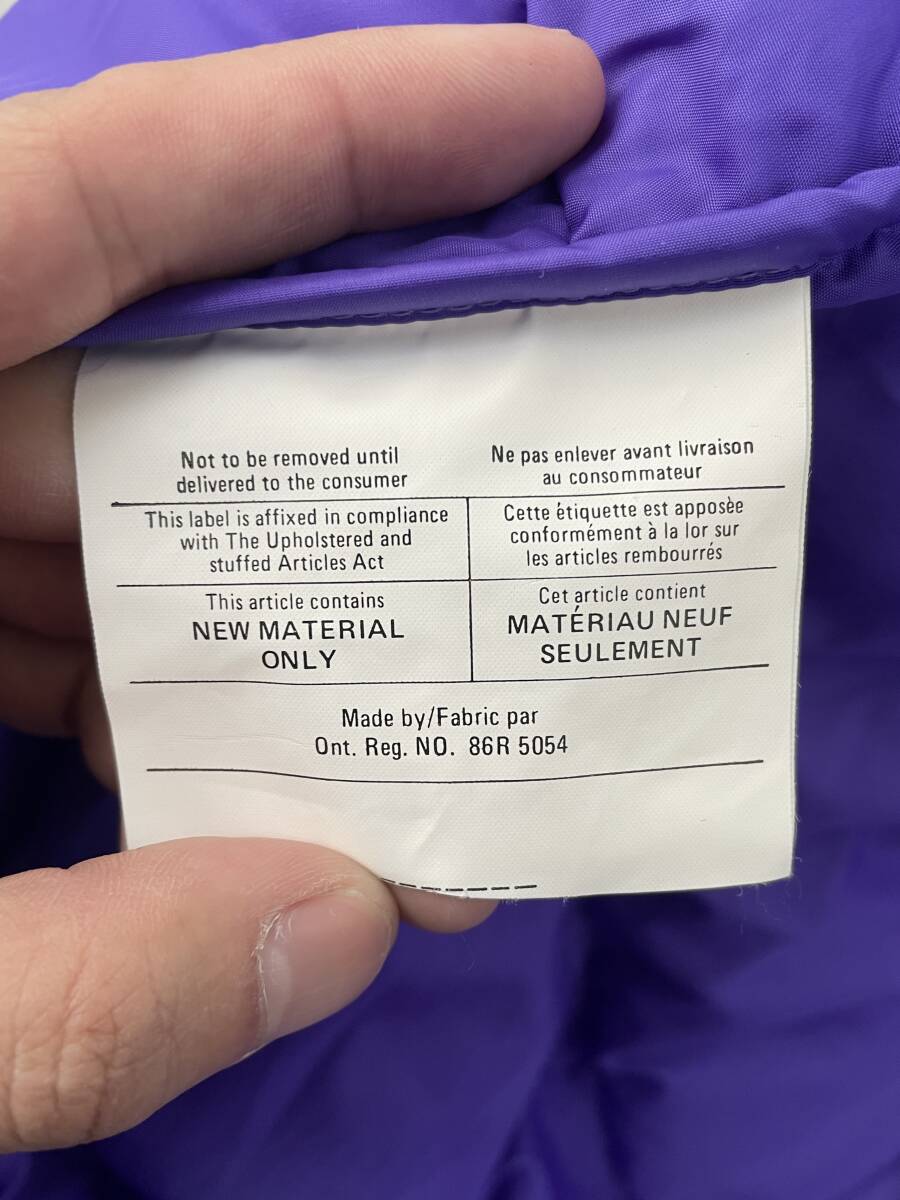 Not to be removed until
delivered to the consumer
Ne pas enlever avant livraison
au consommateur
This label is affixed in compliance
with The Upholstered and
stuffed Articles Act
Cette étiquette est apposèe
conformément à la lor sur
les articles rembourrés
This article contains
NEW MATERIAL
ONLY
Cet article contient
MATÉRIAU NEUF
SEULEMENT
Made by/Fabric par
Ont. Reg. NO. 86R 5054